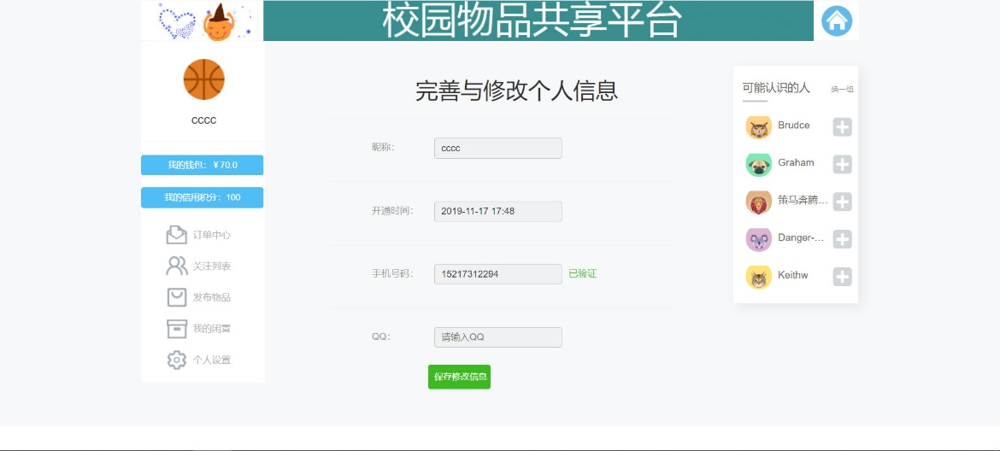 校园物品共享平台
cccc
我的钱包：￥70.0
我的信用积分：100
订单中心
关注列表
发布物品
我的闲置
个人设置
完善与修改个人信息
昵称：
cccc
开通时间：
2019-11-17 17:48
手机号码：
15217312294
已验证
QQ：
请输入QQ
保存修改信息
可能认识的人
换一组
Brudce
Graham
策马奔腾...
Danger-...
Keithw